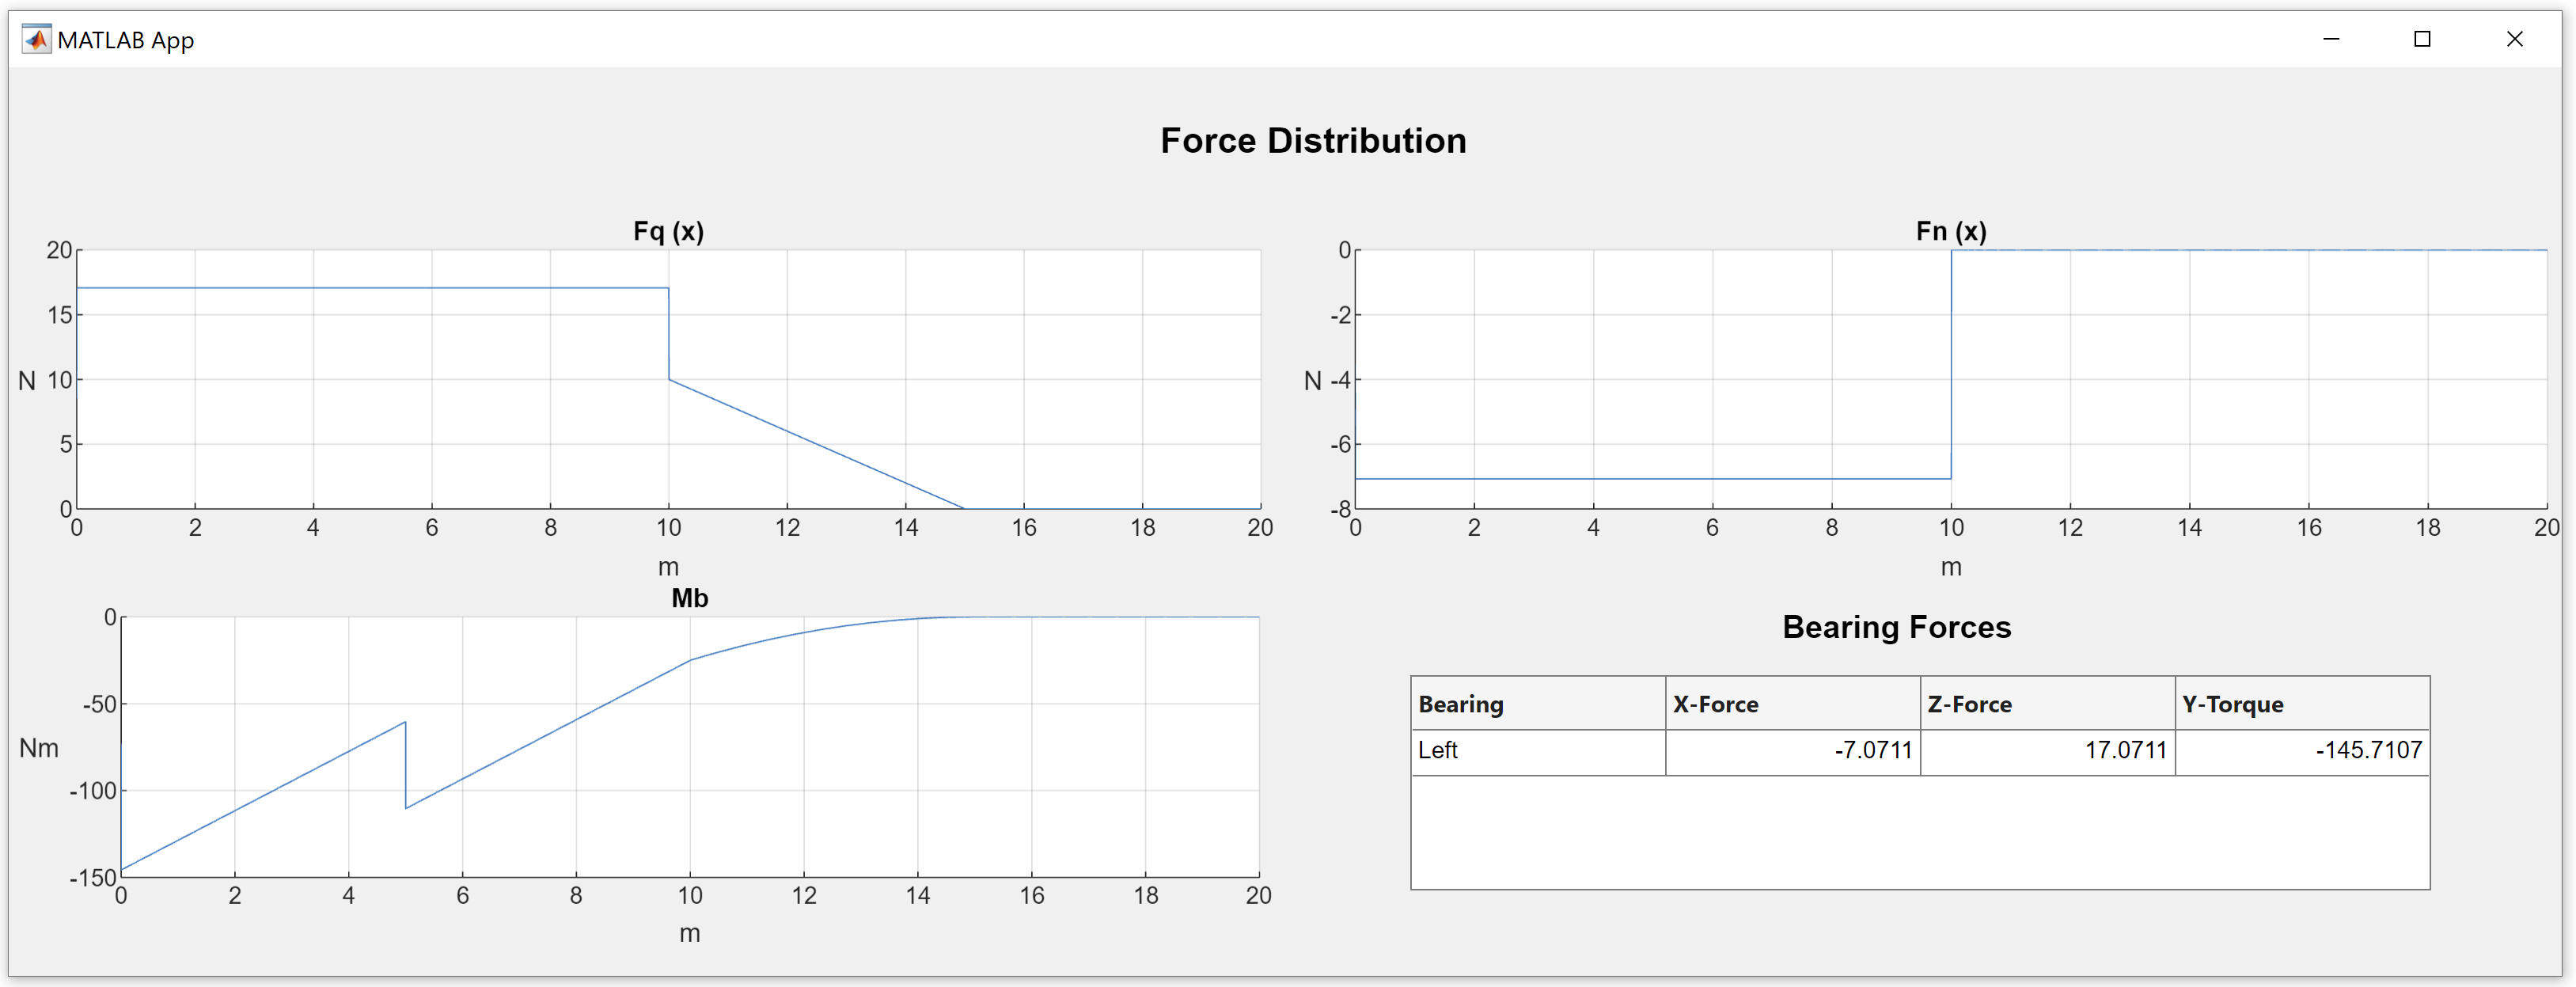 MATLAB App
Force Distribution
Fq (x)
20
15
N 10
5
0
0 2 4 6 8 10 12 14 16 18 20
m
Fn (x)
0
-2
N -4
-6
-8
0 2 4 6 8 10 12 14 16 18 20
m
Mb
0
-50
Nm
-100
-150
0 2 4 6 8 10 12 14 16 18 20
m
Bearing Forces
Bearing X-Force Z-Force Y-Torque
Left -7.0711 17.0711 -145.7107